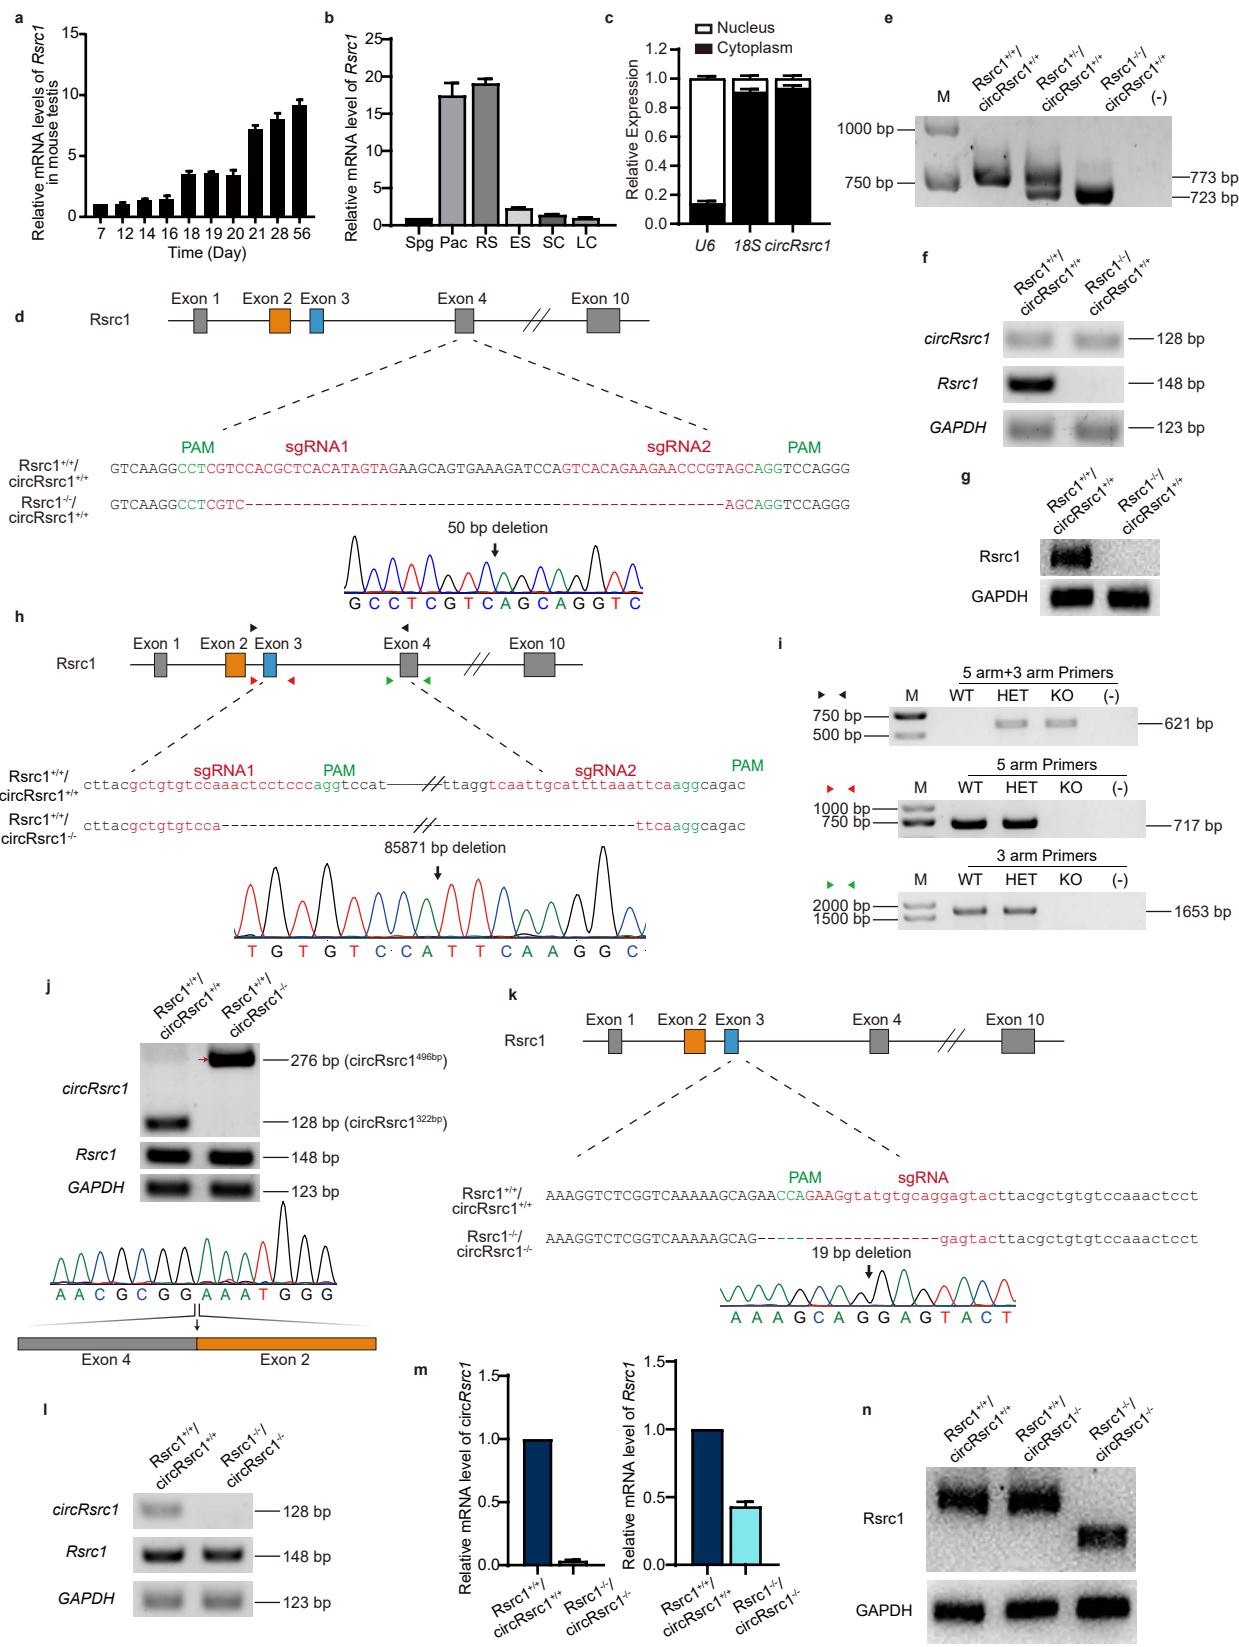 a
Relative mRNA levels of Rsrc1
in mouse testis
15
10
5
0
7 12 14 16 18 19 20 21 28 56
Time (Day)
b
Relative mRNA level of Rsrc1
25
20
15
10
5
0
Spg Pac RS ES SC LC
c
Nucleus
Cytoplasm
Relative Expression
1.2
1.0
0.8
0.6
0.4
0.2
0.0
U6 18S circRsrc1
e
M
Rsrc1+/+/
circRsrc1+/+
Rsrc1+/-/
circRsrc1+/+
Rsrc1-/-/
circRsrc1+/+
(-)
1000 bp
750 bp
773 bp
723 bp
f
Rsrc1+/+/
circRsrc1+/+
Rsrc1-/-/
circRsrc1+/+
circRsrc1 128 bp
Rsrc1 148 bp
GAPDH 123 bp
d
Rsrc1
Exon 1 Exon 2 Exon 3 Exon 4 Exon 10
PAM sgRNA1 sgRNA2 PAM
Rsrc1+/+/
circRsrc1+/+
GTCAAGGCCTCGTCCACGCTCACATAGTAGAAGCAGTGAAAGATCCAGTCACAGAAGAACCCGTAGCAGGTCCAGGG
Rsrc1-/-/
circRsrc1+/+
GTCAAGGCCTCGTC--------------------------------------------------AGCAGGTCCAGGG
50 bp deletion
G C C T C G T C A G C A G G T C
g
Rsrc1+/+/
circRsrc1+/+
Rsrc1-/-/
circRsrc1+/+
Rsrc1
GAPDH
h
Rsrc1
Exon 1 Exon 2 Exon 3 Exon 4 Exon 10
sgRNA1 PAM sgRNA2 PAM
Rsrc1+/+/
circRsrc1+/+
cttacgctgtgtccaaactcctcccaggtccat—//—ttaggtcaattgcattttaaattcaaggcagac
Rsrc1+/+/
circRsrc1-/-
cttacgctgtgtcca------//------ttcaaggcagac
85871 bp deletion
T G T G T C C A T T C A A G G C
i
5 arm+3 arm Primers
M WT HET KO (-)
750 bp
500 bp
621 bp
5 arm Primers
M WT HET KO (-)
1000 bp
750 bp
717 bp
3 arm Primers
M WT HET KO (-)
2000 bp
1500 bp
1653 bp
j
Rsrc1+/+/
circRsrc1+/+
Rsrc1+/+/
circRsrc1-/-
circRsrc1
276 bp (circRsrc1496bp)
128 bp (circRsrc1322bp)
Rsrc1 148 bp
GAPDH 123 bp
A A C G C G G A A A T G G G
Exon 4 Exon 2
k
Rsrc1
Exon 1 Exon 2 Exon 3 Exon 4 Exon 10
PAM sgRNA
Rsrc1+/+/
circRsrc1+/+
AAAGGTCTCGGTCAAAAAGCAGAACCAGAAGgtatgtgcaggagtacttacgctgtgtccaaactcct
Rsrc1-/-/
circRsrc1-/-
AAAGGTCTCGGTCAAAAAGCAG-------------------gagtacttacgctgtgtccaaactcct
19 bp deletion
A A A G C A G G A G T A C T
l
Rsrc1+/+/
circRsrc1+/+
Rsrc1-/-/
circRsrc1-/-
circRsrc1 128 bp
Rsrc1 148 bp
GAPDH 123 bp
m
Relative mRNA level of circRsrc1
1.5
1.0
0.5
0.0
Rsrc1+/+/
circRsrc1+/+
Rsrc1-/-/
circRsrc1-/-
Relative mRNA level of Rsrc1
1.5
1.0
0.5
0.0
Rsrc1+/+/
circRsrc1+/+
Rsrc1-/-/
circRsrc1-/-
n
Rsrc1+/+/
circRsrc1+/+
Rsrc1+/+/
circRsrc1-/-
Rsrc1-/-/
circRsrc1-/-
Rsrc1
GAPDH